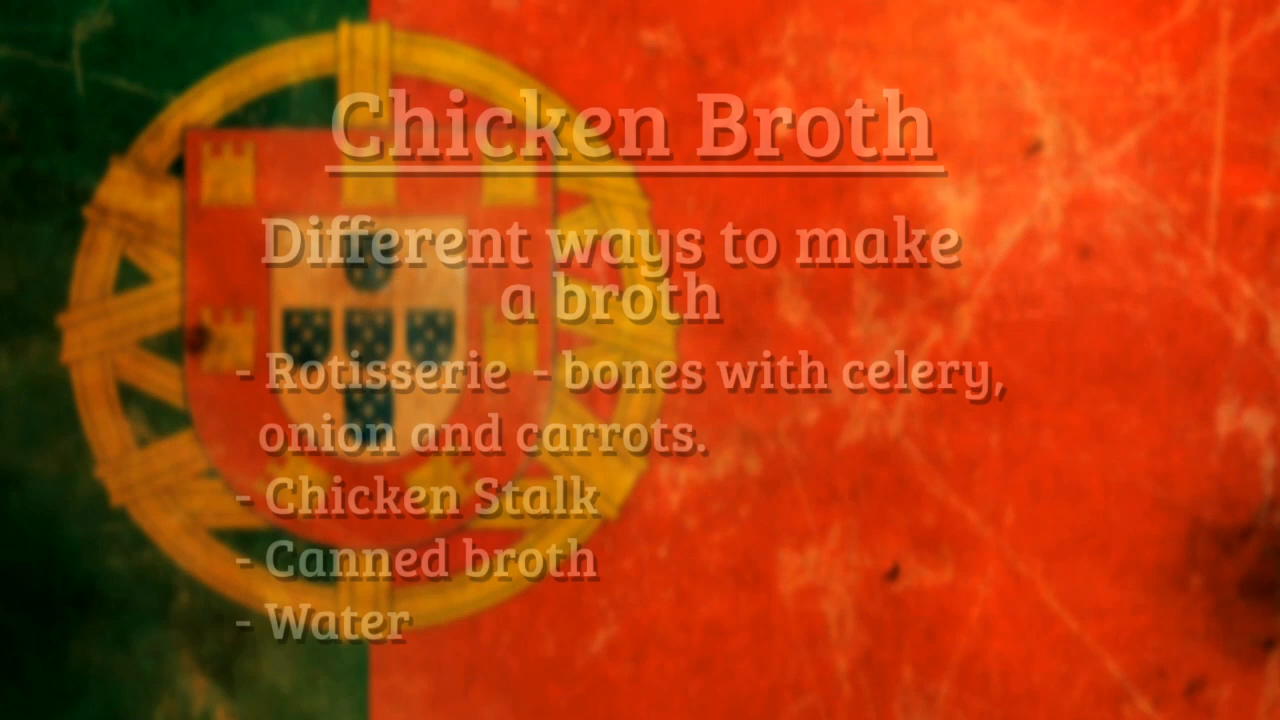 Chicken Broth
Different ways to make
a broth
- Rotisserie - bones with celery,
onion and carrots.
- Chicken Stalk
- Canned broth
- Water